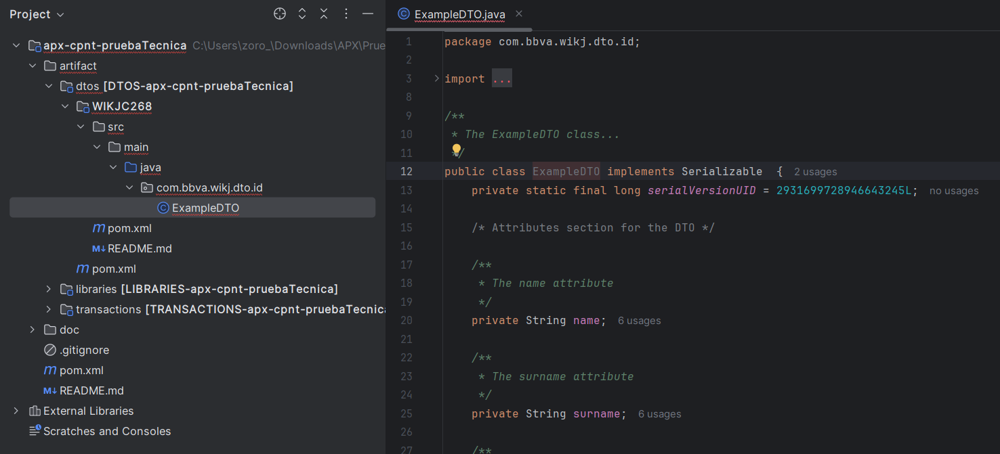 Project
apx-cpnt-pruebaTecnica C:\Users\zoro_\Downloads\APX\Prue
artifact
dtos [DTOS-apx-cpnt-pruebaTecnica]
WIKJC268
src
main
java
com.bbva.wikj.dto.id
ExampleDTO
pom.xml
M↓ README.md
pom.xml
libraries [LIBRARIES-apx-cpnt-pruebaTecnica]
transactions [TRANSACTIONS-apx-cpnt-pruebaTecnica
doc
.gitignore
pom.xml
M↓ README.md
External Libraries
Scratches and Consoles
ExampleDTO.java
1 package com.bbva.wikj.dto.id;
2
3 import ...
8
9 /**
10 * The ExampleDTO class...
11 */
12 public class ExampleDTO implements Serializable { 2 usages
13 private static final long serialVersionUID = 2931699728946643245L; no usages
14
15 /* Attributes section for the DTO */
16
17 /**
18 * The name attribute
19 */
20 private String name; 6 usages
21
22 /**
23 * The surname attribute
24 */
25 private String surname; 6 usages
26
27 /**